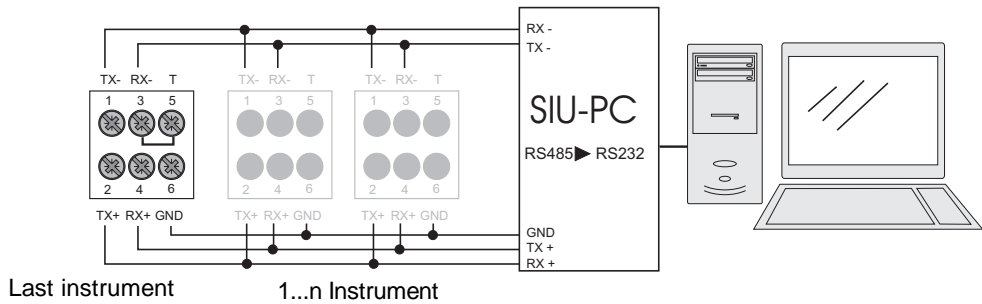 RX -
TX -
TX- RX- T
TX- RX- T
TX- RX- T
1 3 5
1 3 5
1 3 5
SIU-PC
RS485 ▶ RS232
2 4 6
2 4 6
2 4 6
TX+ RX+ GND
TX+ RX+ GND
TX+ RX+ GND
GND
TX +
RX +
Last instrument
1...n Instrument